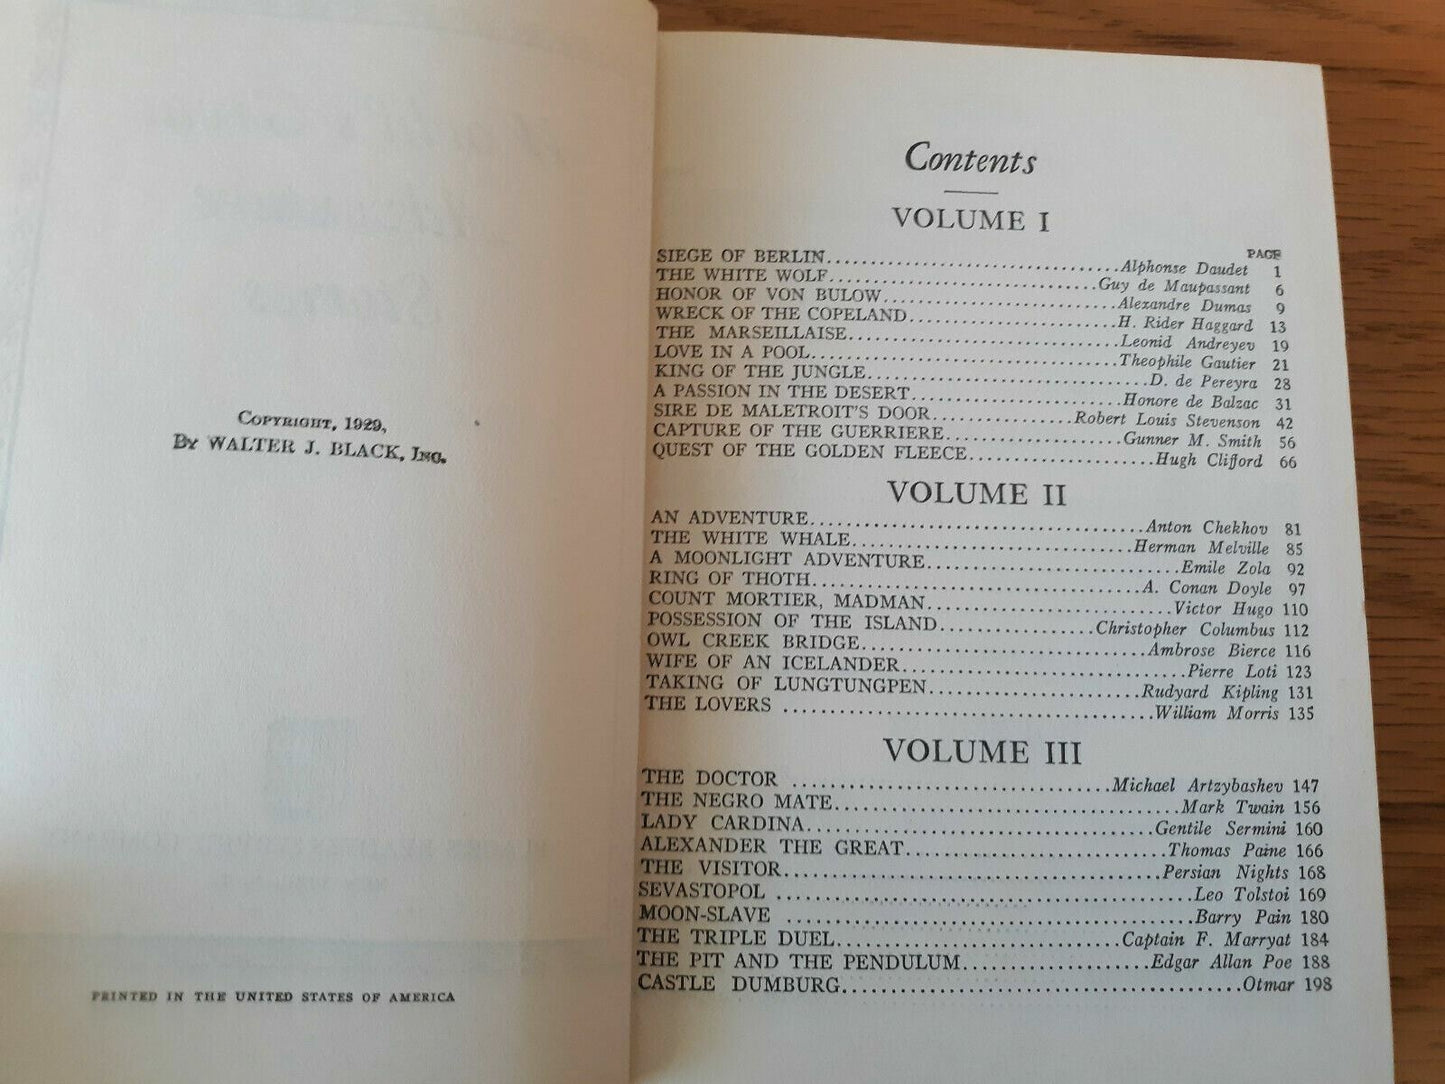 COPYRIGHT, 1929,
BY WALTER J. BLACK, INC.
PRINTED IN THE UNITED STATES OF AMERICA
Contents
VOLUME I
PAGE
SIEGE OF BERLIN..................................Alphonse Daudet 1
THE WHITE WOLF..................................Guy de Maupassant 6
HONOR OF VON BULOW..............................Alexandre Dumas 9
WRECK OF THE COPELAND...........................H. Rider Haggard 13
THE MARSEILLAISE..................................Leonid Andreyev 19
LOVE IN A POOL....................................Theophile Gautier 21
KING OF THE JUNGLE...................................D. de Pereyra 28
A PASSION IN THE DESERT...........................Honore de Balzac 31
SIRE DE MALETROIT'S DOOR..................Robert Louis Stevenson 42
CAPTURE OF THE GUERRIERE......................Gunner M. Smith 56
QUEST OF THE GOLDEN FLEECE.......................Hugh Clifford 66
VOLUME II
AN ADVENTURE.....................................Anton Chekhov 81
THE WHITE WHALE...............................Herman Melville 85
A MOONLIGHT ADVENTURE............................Emile Zola 92
RING OF THOTH.....................................A. Conan Doyle 97
COUNT MORTIER, MADMAN...........................Victor Hugo 110
POSSESSION OF THE ISLAND.................Christopher Columbus 112
OWL CREEK BRIDGE................................Ambrose Bierce 116
WIFE OF AN ICELANDER..............................Pierre Loti 123
TAKING OF LUNGTUNGPEN.........................Rudyard Kipling 131
THE LOVERS ........................................William Morris 135
VOLUME III
THE DOCTOR ..................................Michael Artzybashev 147
THE NEGRO MATE.....................................Mark Twain 156
LADY CARDINA.....................................Gentile Sermini 160
ALEXANDER THE GREAT............................Thomas Paine 166
THE VISITOR.......................................Persian Nights 168
SEVASTOPOL ...........................................Leo Tolstoi 169
MOON-SLAVE ..........................................Barry Pain 180
THE TRIPLE DUEL..............................Captain F. Marryat 184
THE PIT AND THE PENDULUM....................Edgar Allan Poe 188
CASTLE DUMBURG..........................................Otmar 198